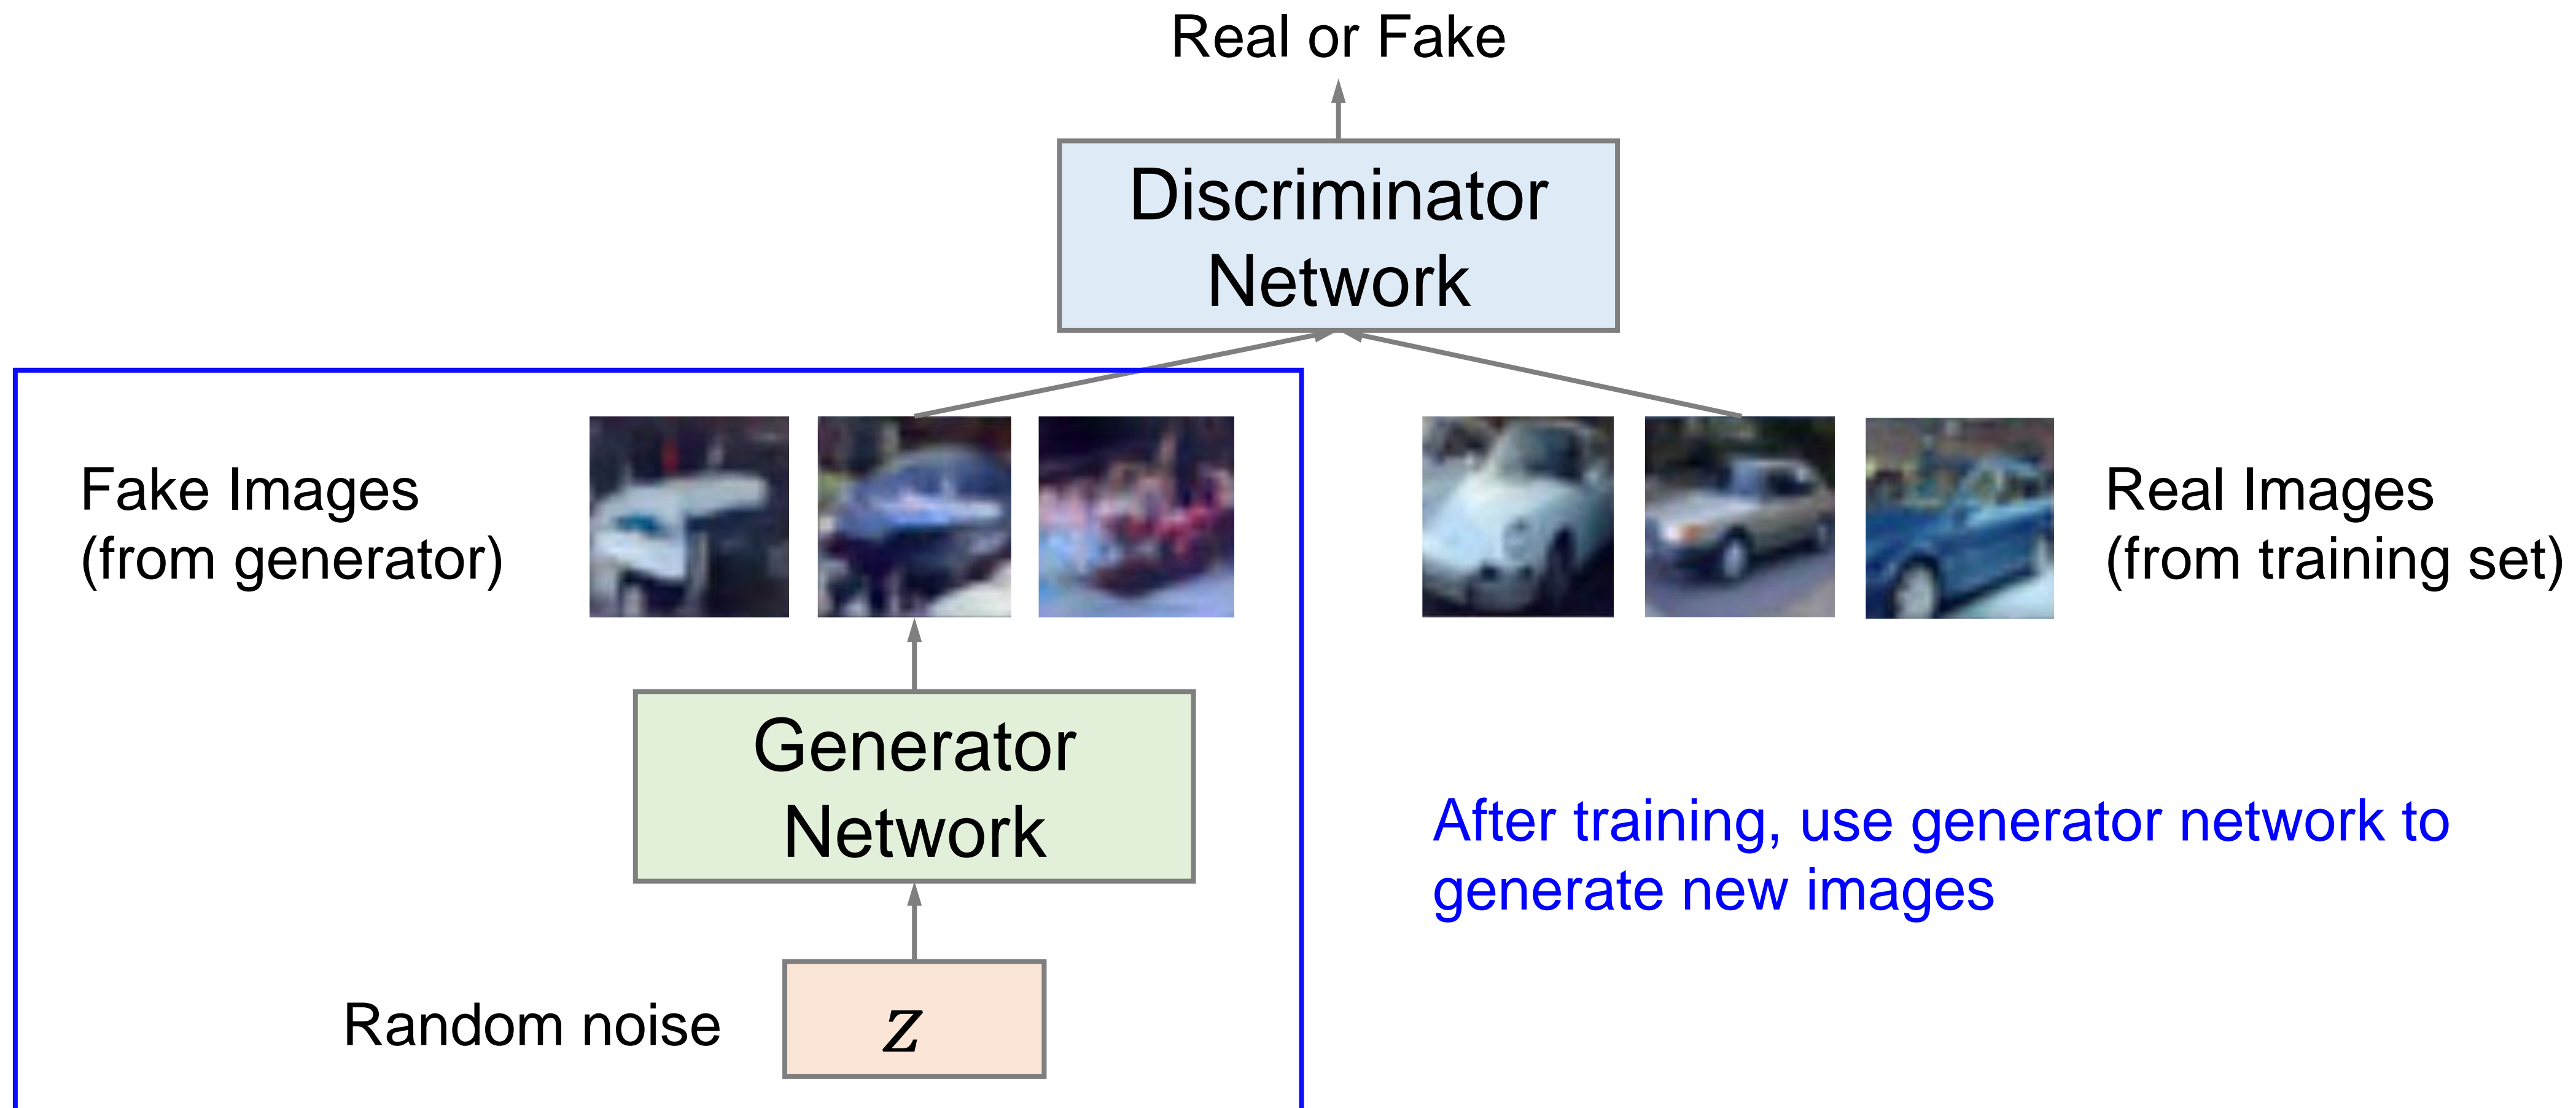 Real or Fake
Discriminator
Network
Fake Images
(from generator)
Real Images
(from training set)
Generator
Network
After training, use generator network to
generate new images
Random noise
z